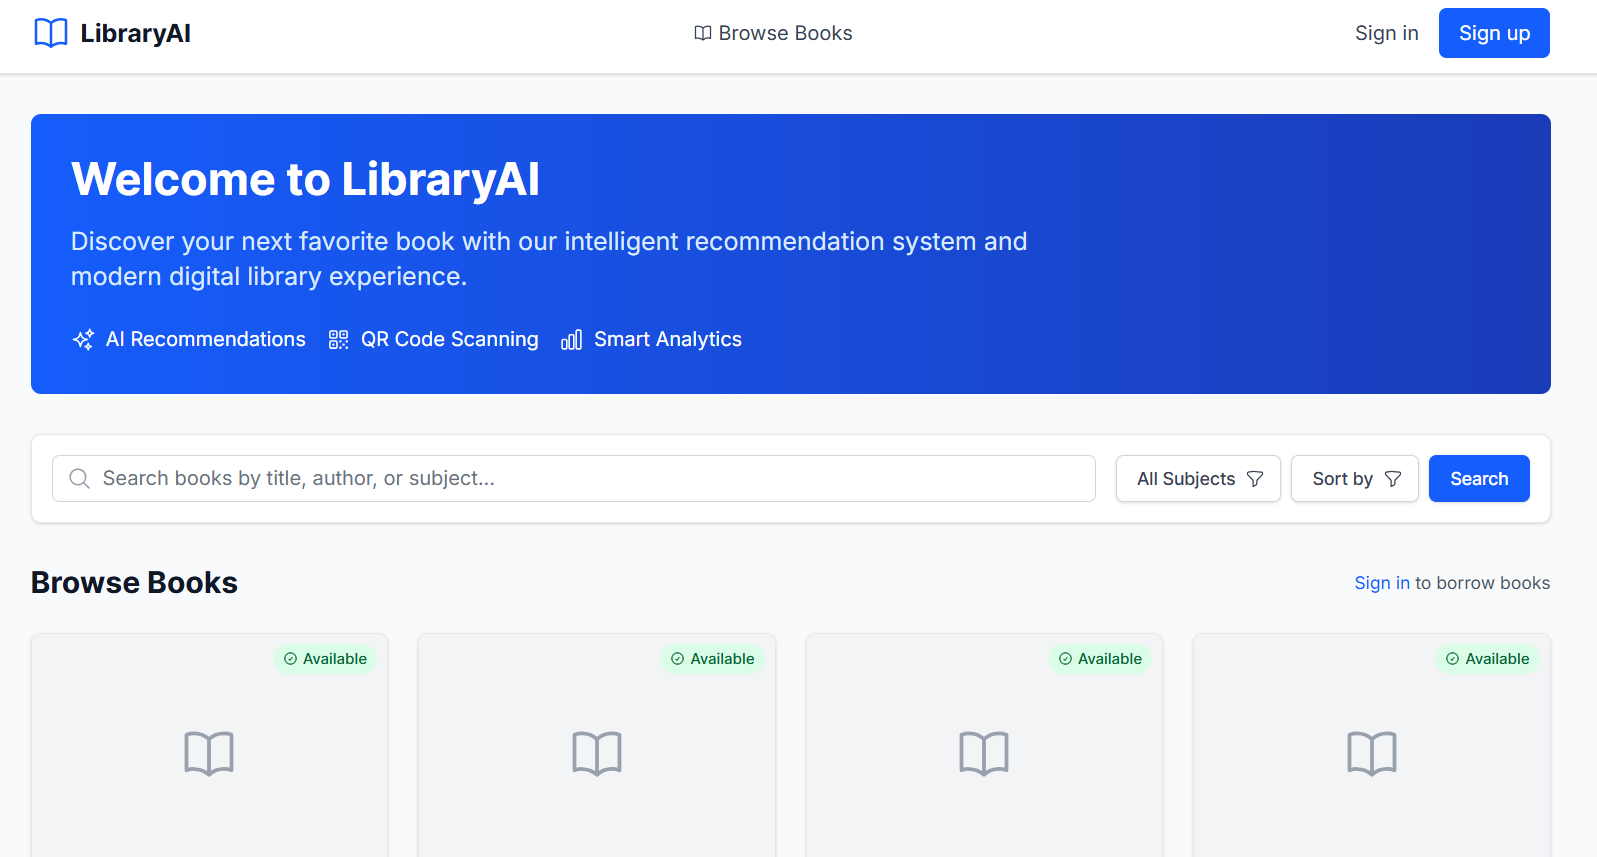 LibraryAI
Browse Books
Sign in
Sign up
Welcome to LibraryAI
Discover your next favorite book with our intelligent recommendation system and
modern digital library experience.
AI Recommendations
QR Code Scanning
Smart Analytics
Search books by title, author, or subject...
All Subjects
Sort by
Search
Browse Books
Sign in to borrow books
Available
Available
Available
Available